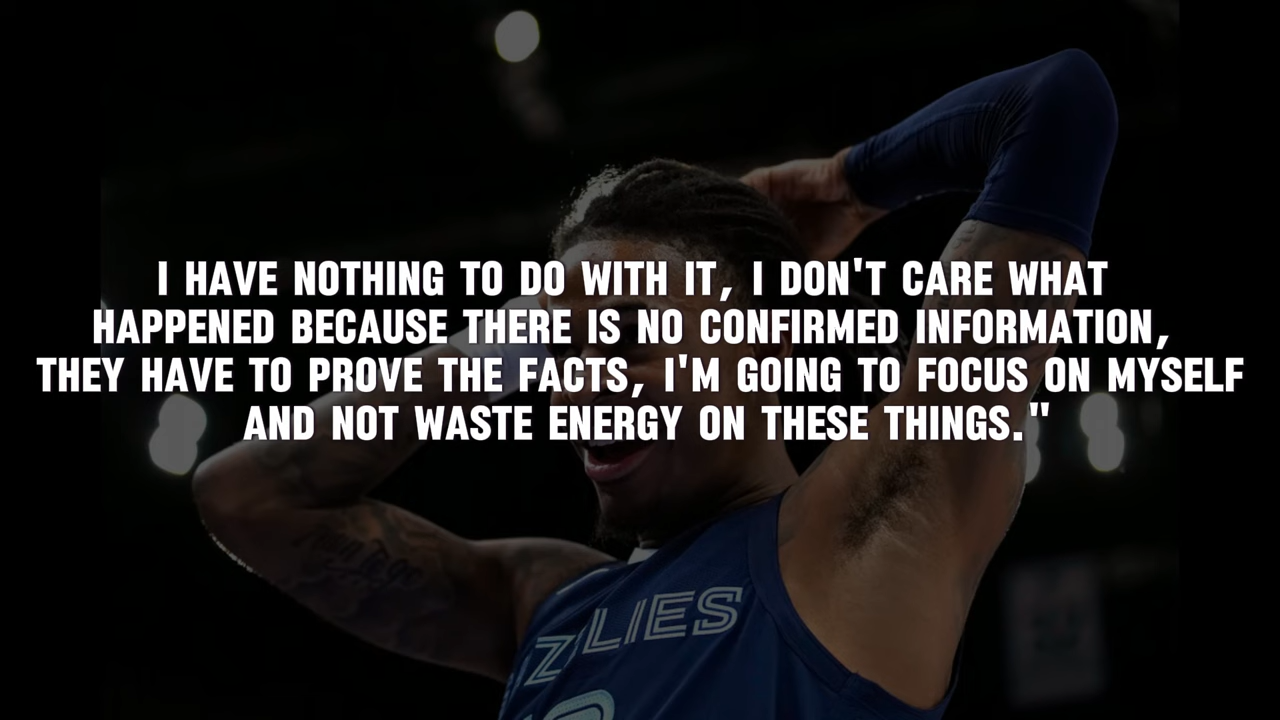 I HAVE NOTHING TO DO WITH IT, I DON'T CARE WHAT
HAPPENED BECAUSE THERE IS NO CONFIRMED INFORMATION,
THEY HAVE TO PROVE THE FACTS, I'M GOING TO FOCUS ON MYSELF
AND NOT WASTE ENERGY ON THESE THINGS."
ZLIES